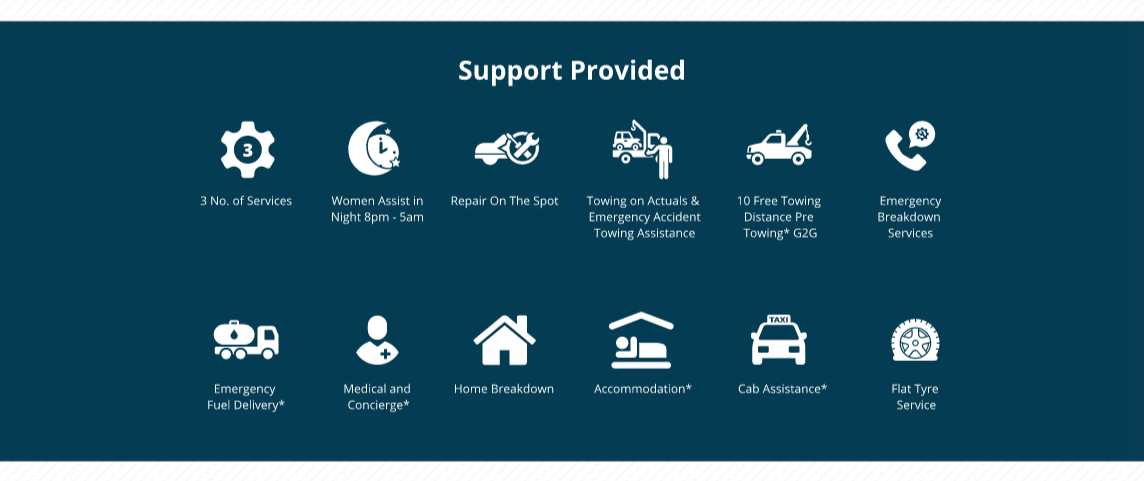 Support Provided
3
3 No. of Services
Women Assist in
Night 8pm - 5am
Repair On The Spot
Towing on Actuals &
Emergency Accident
Towing Assistance
10 Free Towing
Distance Pre
Towing* G2G
Emergency
Breakdown
Services
Emergency
Fuel Delivery*
Medical and
Concierge*
Home Breakdown
Accommodation*
TAXI
Cab Assistance*
Flat Tyre
Service